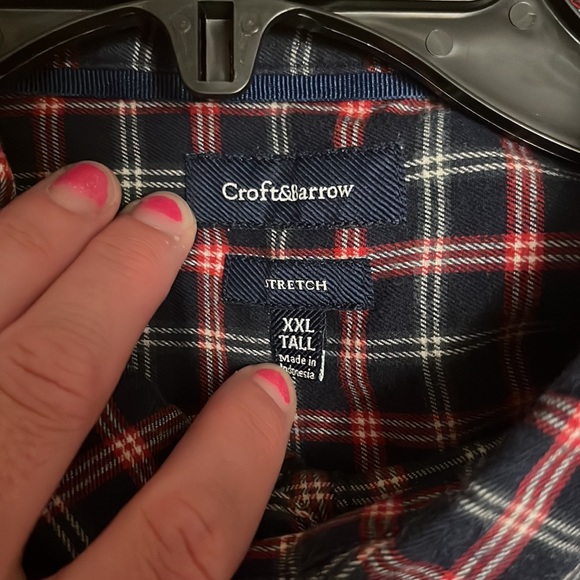 Croft&Barrow
STRETCH
XXL
TALL
Made in
Indonesia